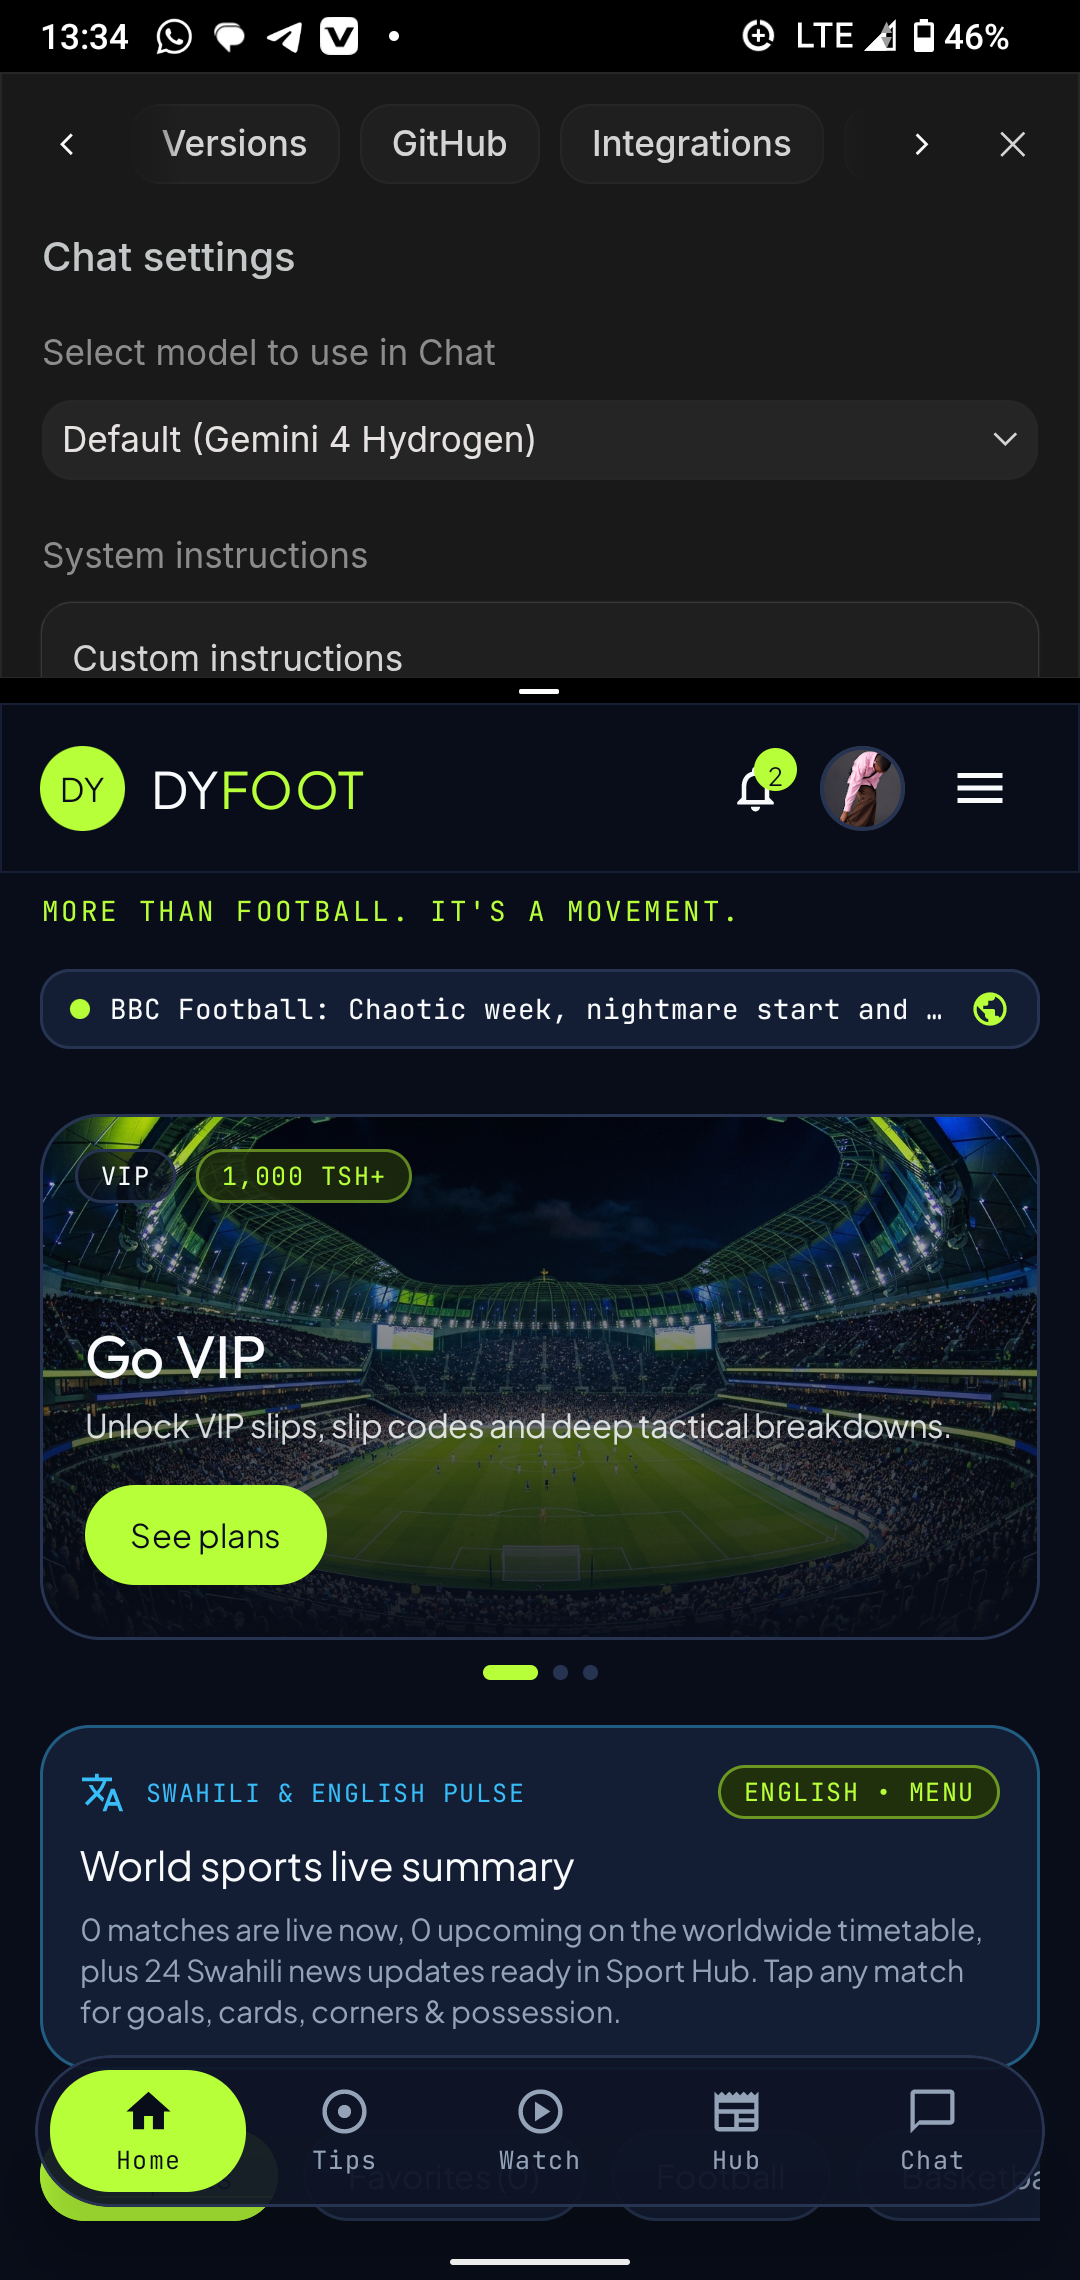 13:34
LTE 46%
Versions
GitHub
Integrations
Chat settings
Select model to use in Chat
Default (Gemini 4 Hydrogen)
System instructions
Custom instructions
DY
DYFOOT
2
MORE THAN FOOTBALL. IT'S A MOVEMENT.
BBC Football: Chaotic week, nightmare start and …
VIP
1,000 TSH+
Go VIP
Unlock VIP slips, slip codes and deep tactical breakdowns.
See plans
SWAHILI & ENGLISH PULSE
ENGLISH • MENU
World sports live summary
0 matches are live now, 0 upcoming on the worldwide timetable,
plus 24 Swahili news updates ready in Sport Hub. Tap any match
for goals, cards, corners & possession.
Home
Tips
Watch
Hub
Chat
Favorites (0)
Football